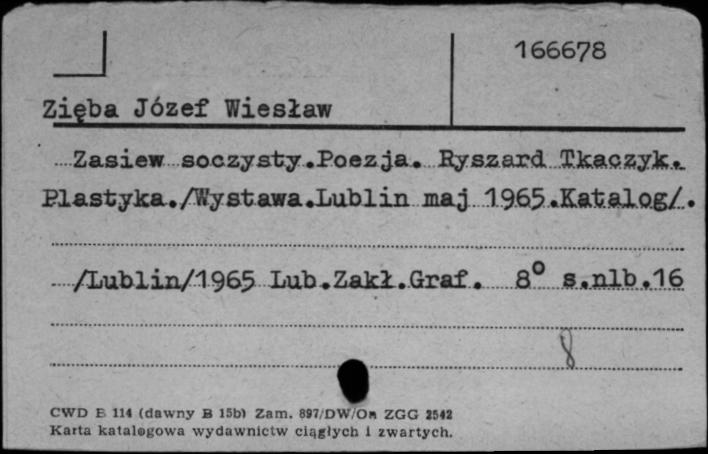 166678
Zięba Józef Wiesław
Zasiew soczysty.Poezja. Ryszard Tkaczyk.
Plastyka./Wystawa.Lublin maj 1965.Katalog/.
/Lublin/1965 Lub.Zakł.Graf. 8° s.nlb.16
8
CWD B 114 (dawny B 15b) Zam. 897/DW/On ZGG 2542
Karta katalogowa wydawnictw ciągłych i zwartych.